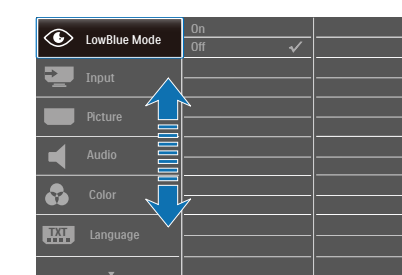 LowBlue Mode
On
Off
Input
Picture
Audio
Color
TXT
Language